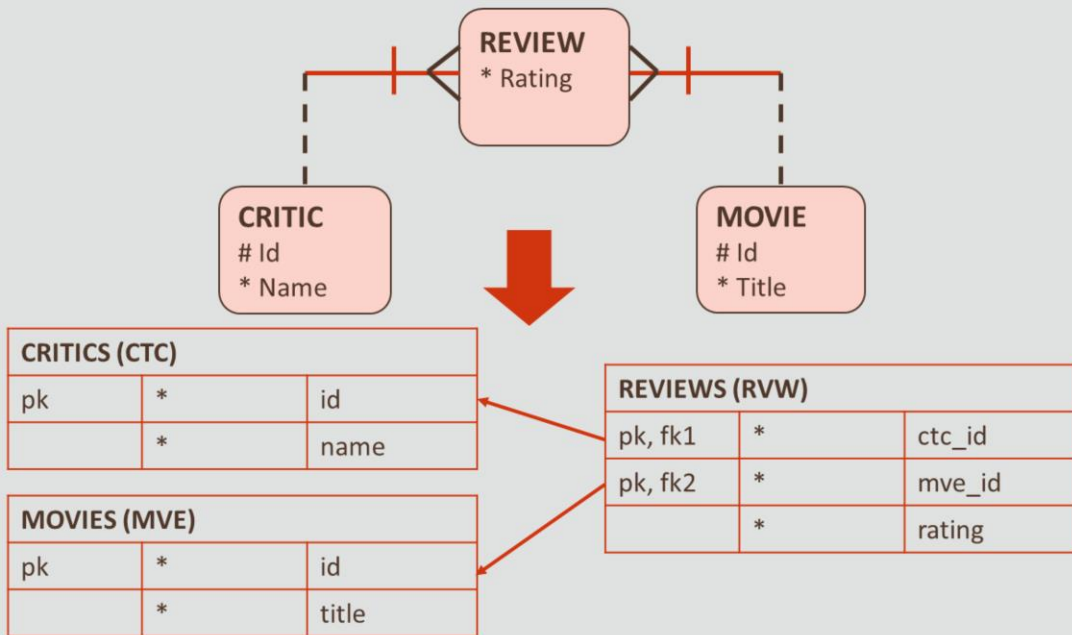 REVIEW
* Rating
CRITIC
# Id
* Name
MOVIE
# Id
* Title
CRITICS (CTC)
pk * id
* name
MOVIES (MVE)
pk * id
* title
REVIEWS (RVW)
pk, fk1 * ctc_id
pk, fk2 * mve_id
* rating